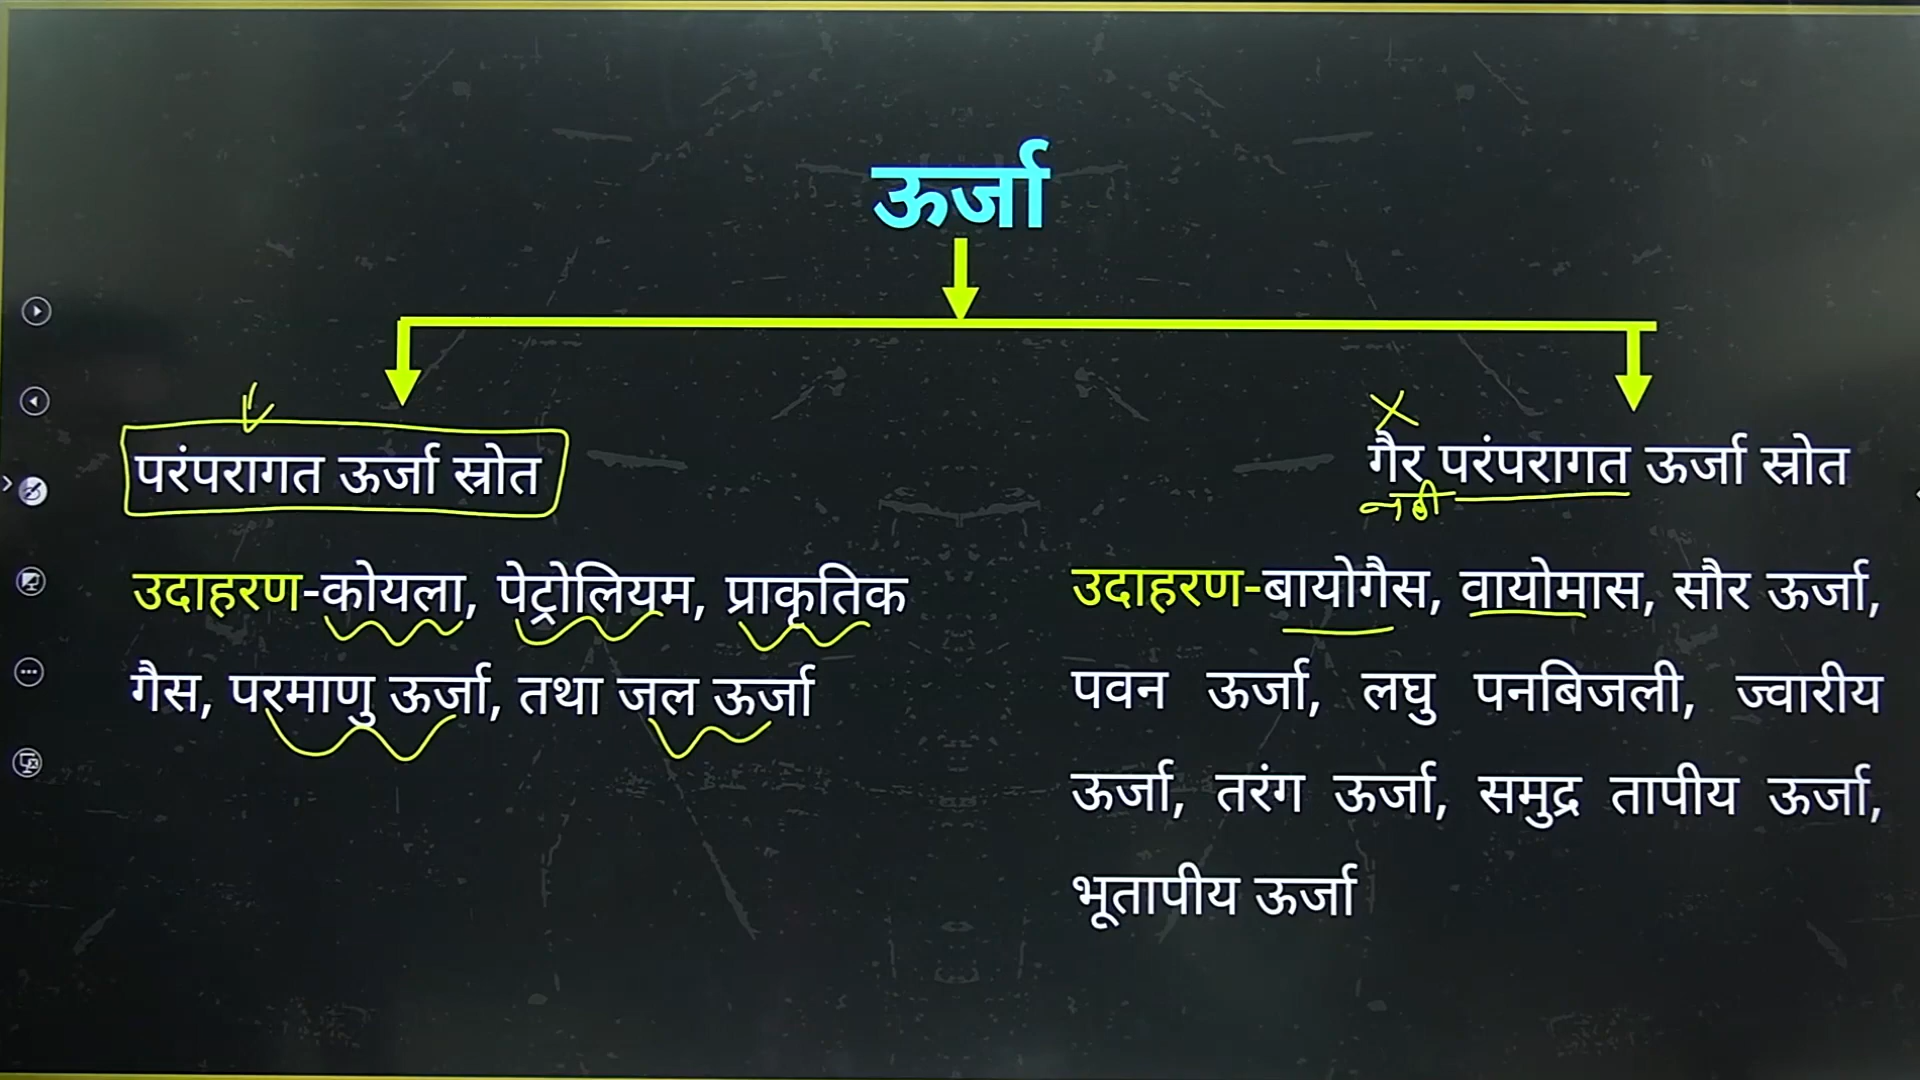 ऊर्जा
परंपरागत ऊर्जा स्रोत
गैर परंपरागत ऊर्जा स्रोत
नही
उदाहरण-कोयला, पेट्रोलियम, प्राकृतिक
गैस, परमाणु ऊर्जा, तथा जल ऊर्जा
उदाहरण-बायोगैस, वायोमास, सौर ऊर्जा,
पवन ऊर्जा, लघु पनबिजली, ज्वारीय
ऊर्जा, तरंग ऊर्जा, समुद्र तापीय ऊर्जा,
भूतापीय ऊर्जा